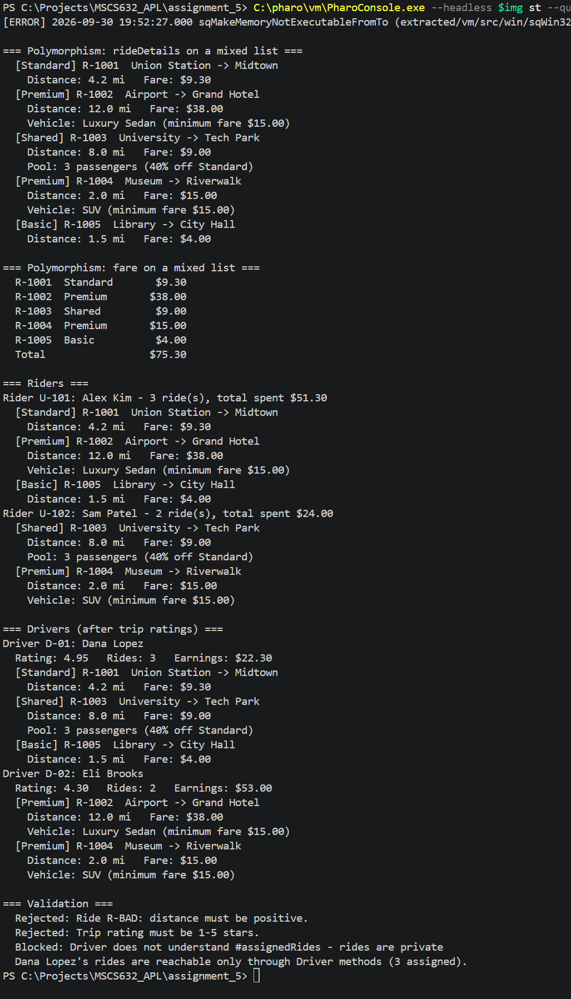 PS C:\Projects\MSCS632_APL\assignment_5> C:\pharo\vm\PharoConsole.exe --headless $img st --qu
[ERROR] 2026-09-30 19:52:27.000 sqMakeMemoryNotExecutableFromTo (extracted/vm/src/win/sqWin32
=== Polymorphism: rideDetails on a mixed list ===
[Standard] R-1001  Union Station -> Midtown
Distance: 4.2 mi   Fare: $9.30
[Premium] R-1002  Airport -> Grand Hotel
Distance: 12.0 mi   Fare: $38.00
Vehicle: Luxury Sedan (minimum fare $15.00)
[Shared] R-1003  University -> Tech Park
Distance: 8.0 mi   Fare: $9.00
Pool: 3 passengers (40% off Standard)
[Premium] R-1004  Museum -> Riverwalk
Distance: 2.0 mi   Fare: $15.00
Vehicle: SUV (minimum fare $15.00)
[Basic] R-1005  Library -> City Hall
Distance: 1.5 mi   Fare: $4.00
=== Polymorphism: fare on a mixed list ===
R-1001  Standard       $9.30
R-1002  Premium       $38.00
R-1003  Shared         $9.00
R-1004  Premium       $15.00
R-1005  Basic          $4.00
Total                 $75.30
=== Riders ===
Rider U-101: Alex Kim - 3 ride(s), total spent $51.30
[Standard] R-1001  Union Station -> Midtown
Distance: 4.2 mi   Fare: $9.30
[Premium] R-1002  Airport -> Grand Hotel
Distance: 12.0 mi   Fare: $38.00
Vehicle: Luxury Sedan (minimum fare $15.00)
[Basic] R-1005  Library -> City Hall
Distance: 1.5 mi   Fare: $4.00
Rider U-102: Sam Patel - 2 ride(s), total spent $24.00
[Shared] R-1003  University -> Tech Park
Distance: 8.0 mi   Fare: $9.00
Pool: 3 passengers (40% off Standard)
[Premium] R-1004  Museum -> Riverwalk
Distance: 2.0 mi   Fare: $15.00
Vehicle: SUV (minimum fare $15.00)
=== Drivers (after trip ratings) ===
Driver D-01: Dana Lopez
Rating: 4.95   Rides: 3   Earnings: $22.30
[Standard] R-1001  Union Station -> Midtown
Distance: 4.2 mi   Fare: $9.30
[Shared] R-1003  University -> Tech Park
Distance: 8.0 mi   Fare: $9.00
Pool: 3 passengers (40% off Standard)
[Basic] R-1005  Library -> City Hall
Distance: 1.5 mi   Fare: $4.00
Driver D-02: Eli Brooks
Rating: 4.30   Rides: 2   Earnings: $53.00
[Premium] R-1002  Airport -> Grand Hotel
Distance: 12.0 mi   Fare: $38.00
Vehicle: Luxury Sedan (minimum fare $15.00)
[Premium] R-1004  Museum -> Riverwalk
Distance: 2.0 mi   Fare: $15.00
Vehicle: SUV (minimum fare $15.00)
=== Validation ===
Rejected: Ride R-BAD: distance must be positive.
Rejected: Trip rating must be 1-5 stars.
Blocked: Driver does not understand #assignedRides - rides are private
Dana Lopez's rides are reachable only through Driver methods (3 assigned).
PS C:\Projects\MSCS632_APL\assignment_5>